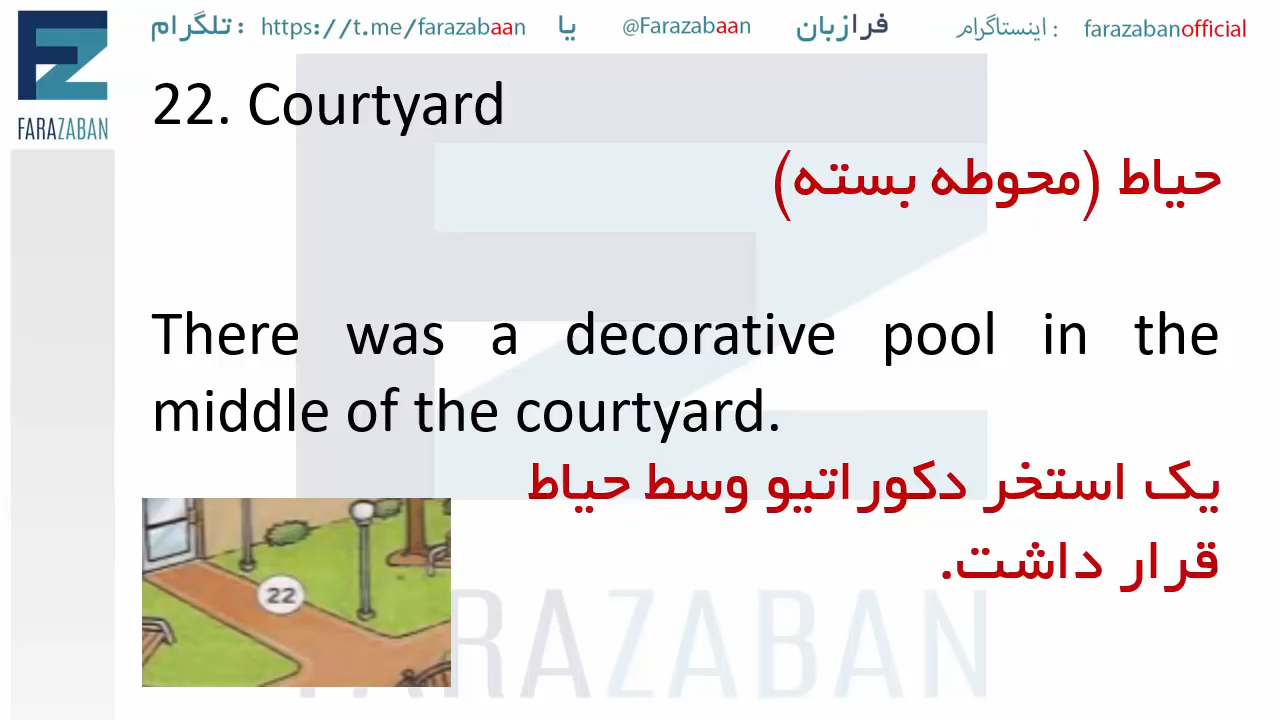 تلگرام : https://t.me/farazabaan یا @Farazabaan فرازبان اینستاگرام : farazabanofficial
FARAZABAN
22. Courtyard
حیاط (محوطه بسته)
There was a decorative pool in the
middle of the courtyard.
یک استخر دکوراتیو وسط حیاط
قرار داشت.
22
FARAZABAN